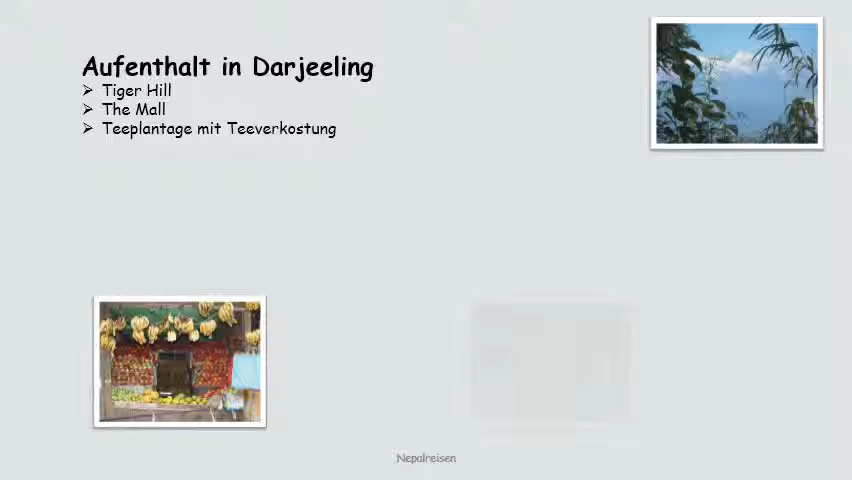 Aufenthalt in Darjeeling
➢ Tiger Hill
➢ The Mall
➢ Teeplantage mit Teeverkostung
Nepalreisen